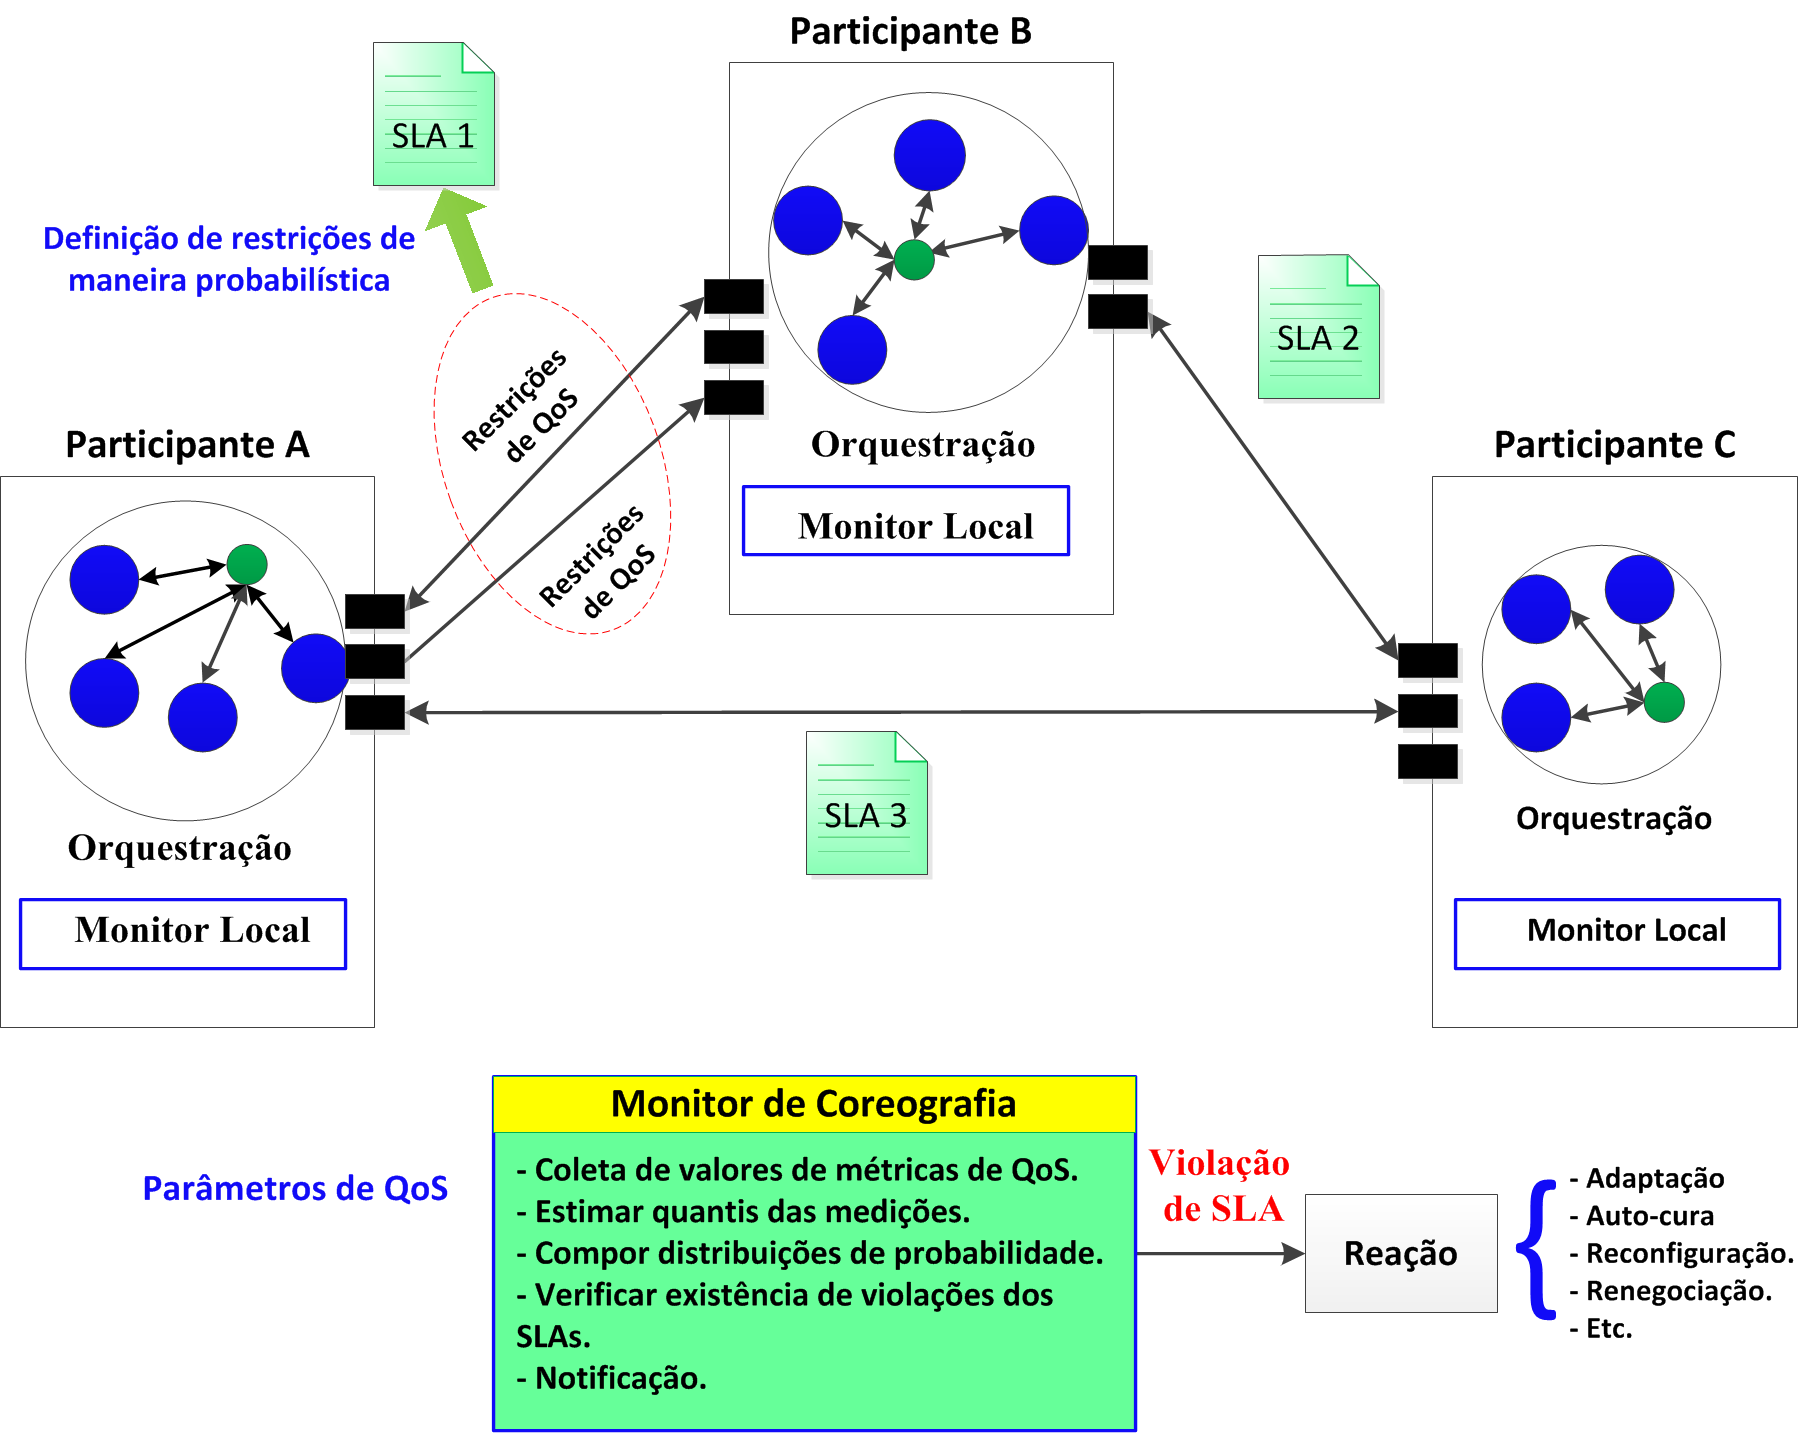 Participante B
SLA 1
Definição de restrições de
maneira probabilística
Restrições
de QoS
Restrições
de QoS
SLA 2
Orquestração
Monitor Local
Participante A
Participante C
Orquestração
Monitor Local
SLA 3
Orquestração
Monitor Local
Monitor de Coreografia
- Coleta de valores de métricas de QoS.
- Estimar quantis das medições.
- Compor distribuições de probabilidade.
- Verificar existência de violações dos
SLAs.
- Notificação.
Parâmetros de QoS
Violação
de SLA
Reação
{
- Adaptação
- Auto-cura
- Reconfiguração.
- Renegociação.
- Etc.